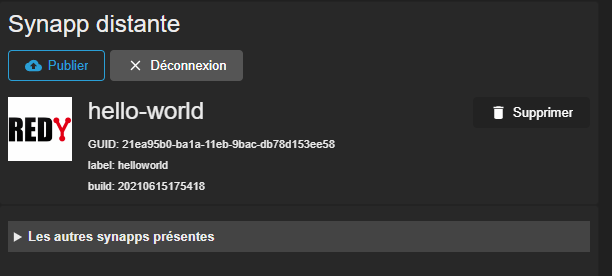 Synapp distante
Publier
Déconnexion
REDY
hello-world
Supprimer
GUID: 21ea95b0-ba1a-11eb-9bac-db78d153ee58
label: helloworld
build: 20210615175418
Les autres synapps présentes